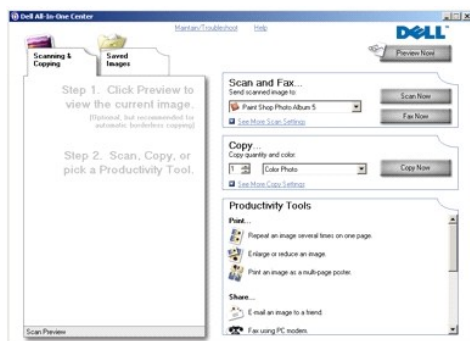 Dell All-In-One Center
Maintain/Troubleshoot Help
DELL
Scanning & Copying
Saved Images
Preview Now!
Step 1. Click Preview to
view the current image.
(Optional, but recommended for
automatic borderless copying)
Step 2. Scan, Copy, or
pick a Productivity Tool.
Scan Preview
Scan and Fax...
Send scanned image to:
Paint Shop Photo Album 5
Scan Now
See More Scan Settings
Fax Now
Copy...
Copy quantity and color.
1 Color Photo
Copy Now
See More Copy Settings
Productivity Tools
Print...
Repeat an image several times on one page.
Enlarge or reduce an image.
Print an image as a multi-page poster.
Share...
E-mail an image to a friend
Fax using PC modem.